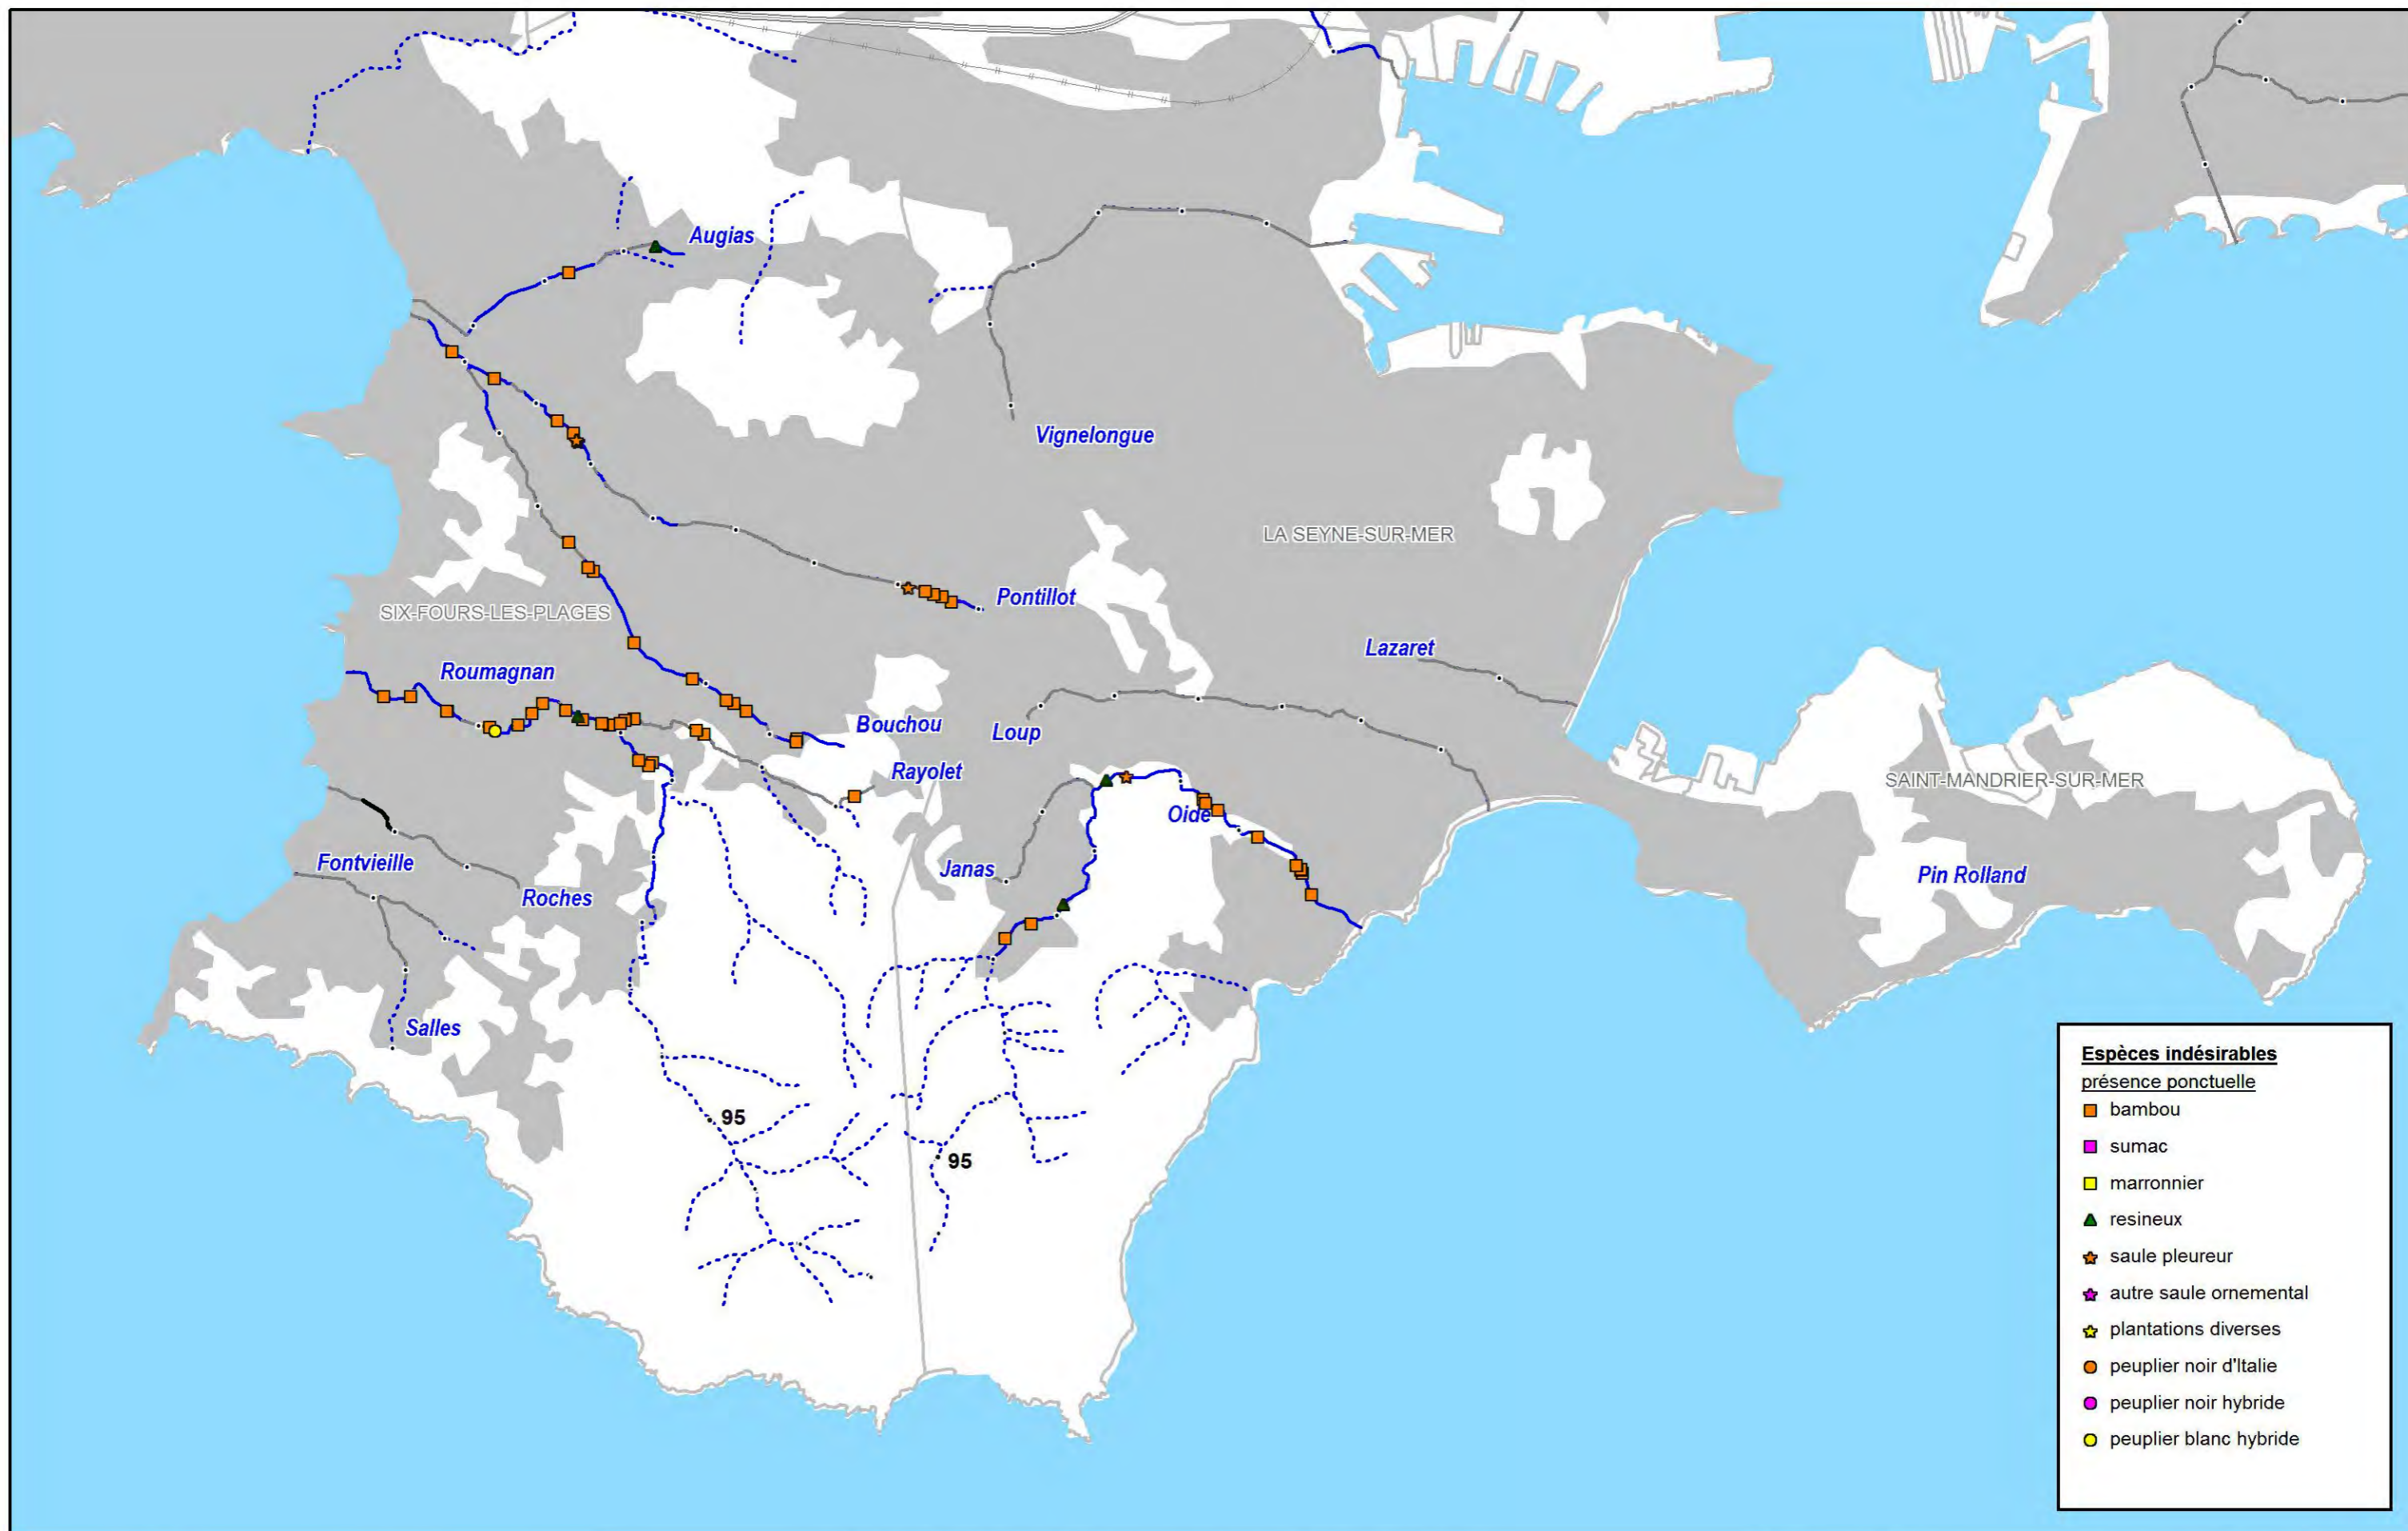 Augias
Vignelongue
LA SEYNE-SUR-MER
Pontillot
SIX-FOURS-LES-PLAGES
Lazaret
Roumagnan
Bouchou
Loup
Rayolet
SAINT-MANDRIER-SUR-MER
Oide
Fontvieille
Janas
Pin Rolland
Roches
Salles
95
95
Espèces indésirables
présence ponctuelle
bambou
sumac
marronnier
resineux
saule pleureur
autre saule ornemental
plantations diverses
peuplier noir d'Italie
peuplier noir hybride
peuplier blanc hybride